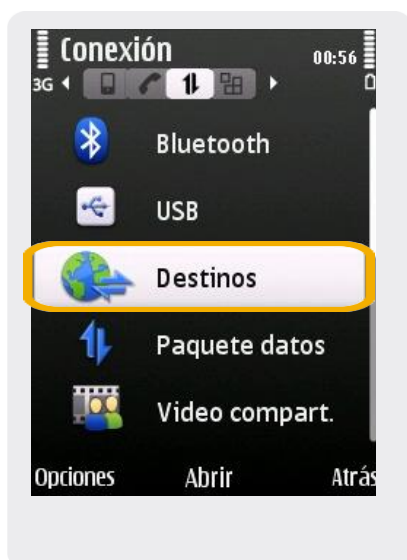 Conexión
00:56
3G
Bluetooth
USB
Destinos
Paquete datos
Video compart.
Opciones Abrir Atrás